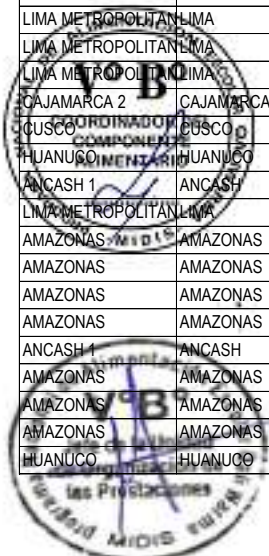 LIMA METROPOLITAN LIMA
LIMA METROPOLITAN LIMA
LIMA METROPOLITAN LIMA
CAJAMARCA 2 CAJAMARCA
CUSCO CUSCO
HUANUCO HUANUCO
ANCASH 1 ANCASH
LIMA METROPOLITAN LIMA
AMAZONAS AMAZONAS
AMAZONAS AMAZONAS
AMAZONAS AMAZONAS
AMAZONAS AMAZONAS
ANCASH 1 ANCASH
AMAZONAS AMAZONAS
AMAZONAS AMAZONAS
AMAZONAS AMAZONAS
HUANUCO HUANUCO
V° B°
COORDINADOR
COMPONENTE
ALIMENTARIO
MIDIS
V° B°
las Prestaciones
MIDIS